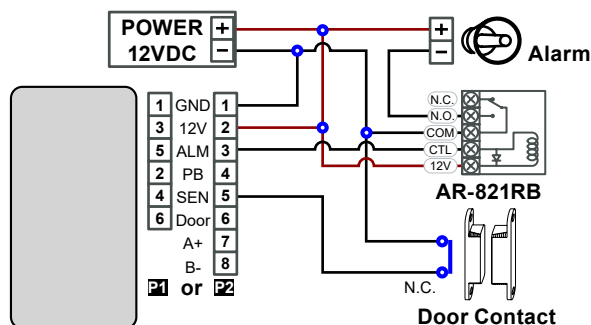 POWER +
12VDC −
+
−
Alarm
1 GND 1
3 12V 2
5 ALM 3
2 PB 4
4 SEN 5
6 Door 6
A+ 7
B- 8
P1 or P2
N.C.
N.O.
COM
CTL
12V
AR-821RB
N.C.
Door Contact